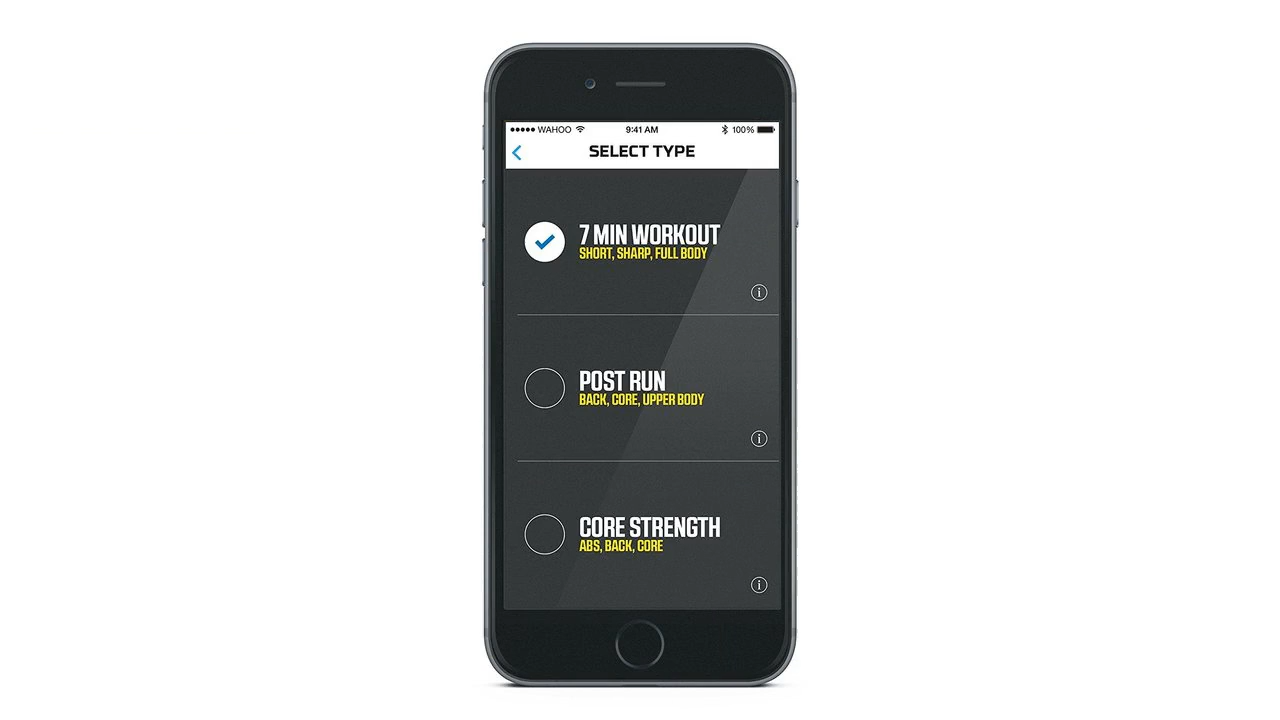 WAHOO 9:41 AM 100%
SELECT TYPE
7 MIN WORKOUT
SHORT, SHARP, FULL BODY
i
POST RUN
BACK, CORE, UPPER BODY
i
CORE STRENGTH
ABS, BACK, CORE
i